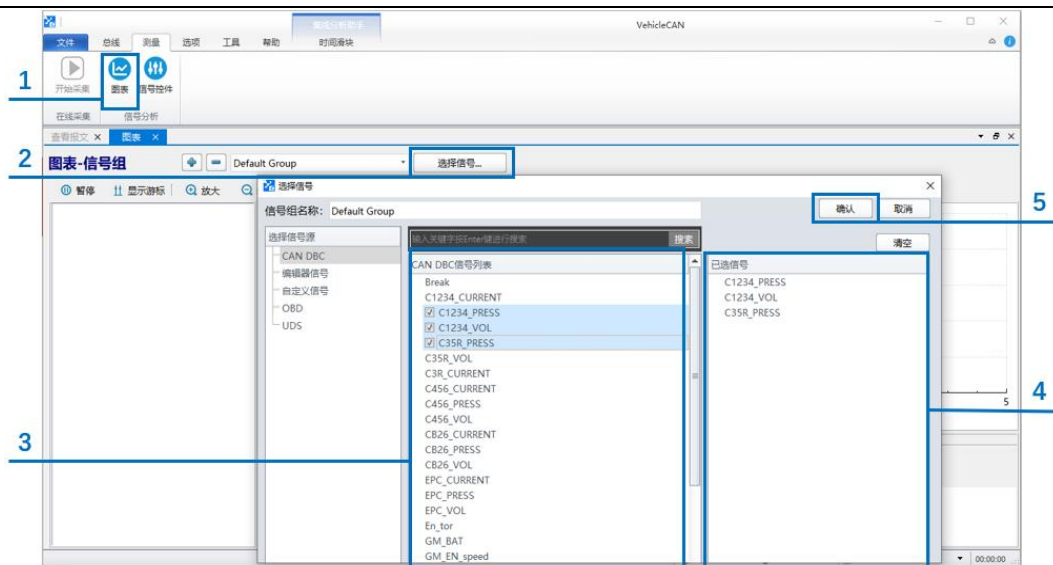 VehicleCAN
文件 总线 测量 选项 工具 帮助 时间滑块
1
开始采集 图表 信号控件
在线采集 信号分析
查看报文 图表
2
图表-信号组 Default Group 选择信号...
暂停 显示游标 放大
选择信号
信号组名称: Default Group 确认 取消
5
选择信号源
CAN DBC
编辑器信号
自定义信号
OBD
UDS
输入关键字按Enter键进行搜索 搜索
清空
CAN DBC信号列表
Break
C1234_CURRENT
C1234_PRESS
C1234_VOL
C35R_PRESS
C35R_VOL
C3R_CURRENT
C456_CURRENT
C456_PRESS
C456_VOL
CB26_CURRENT
CB26_PRESS
CB26_VOL
EPC_CURRENT
EPC_PRESS
EPC_VOL
En_tor
GM_BAT
GM_EN_speed
3
已选信号
C1234_PRESS
C1234_VOL
C35R_PRESS
4
5
00:00:00